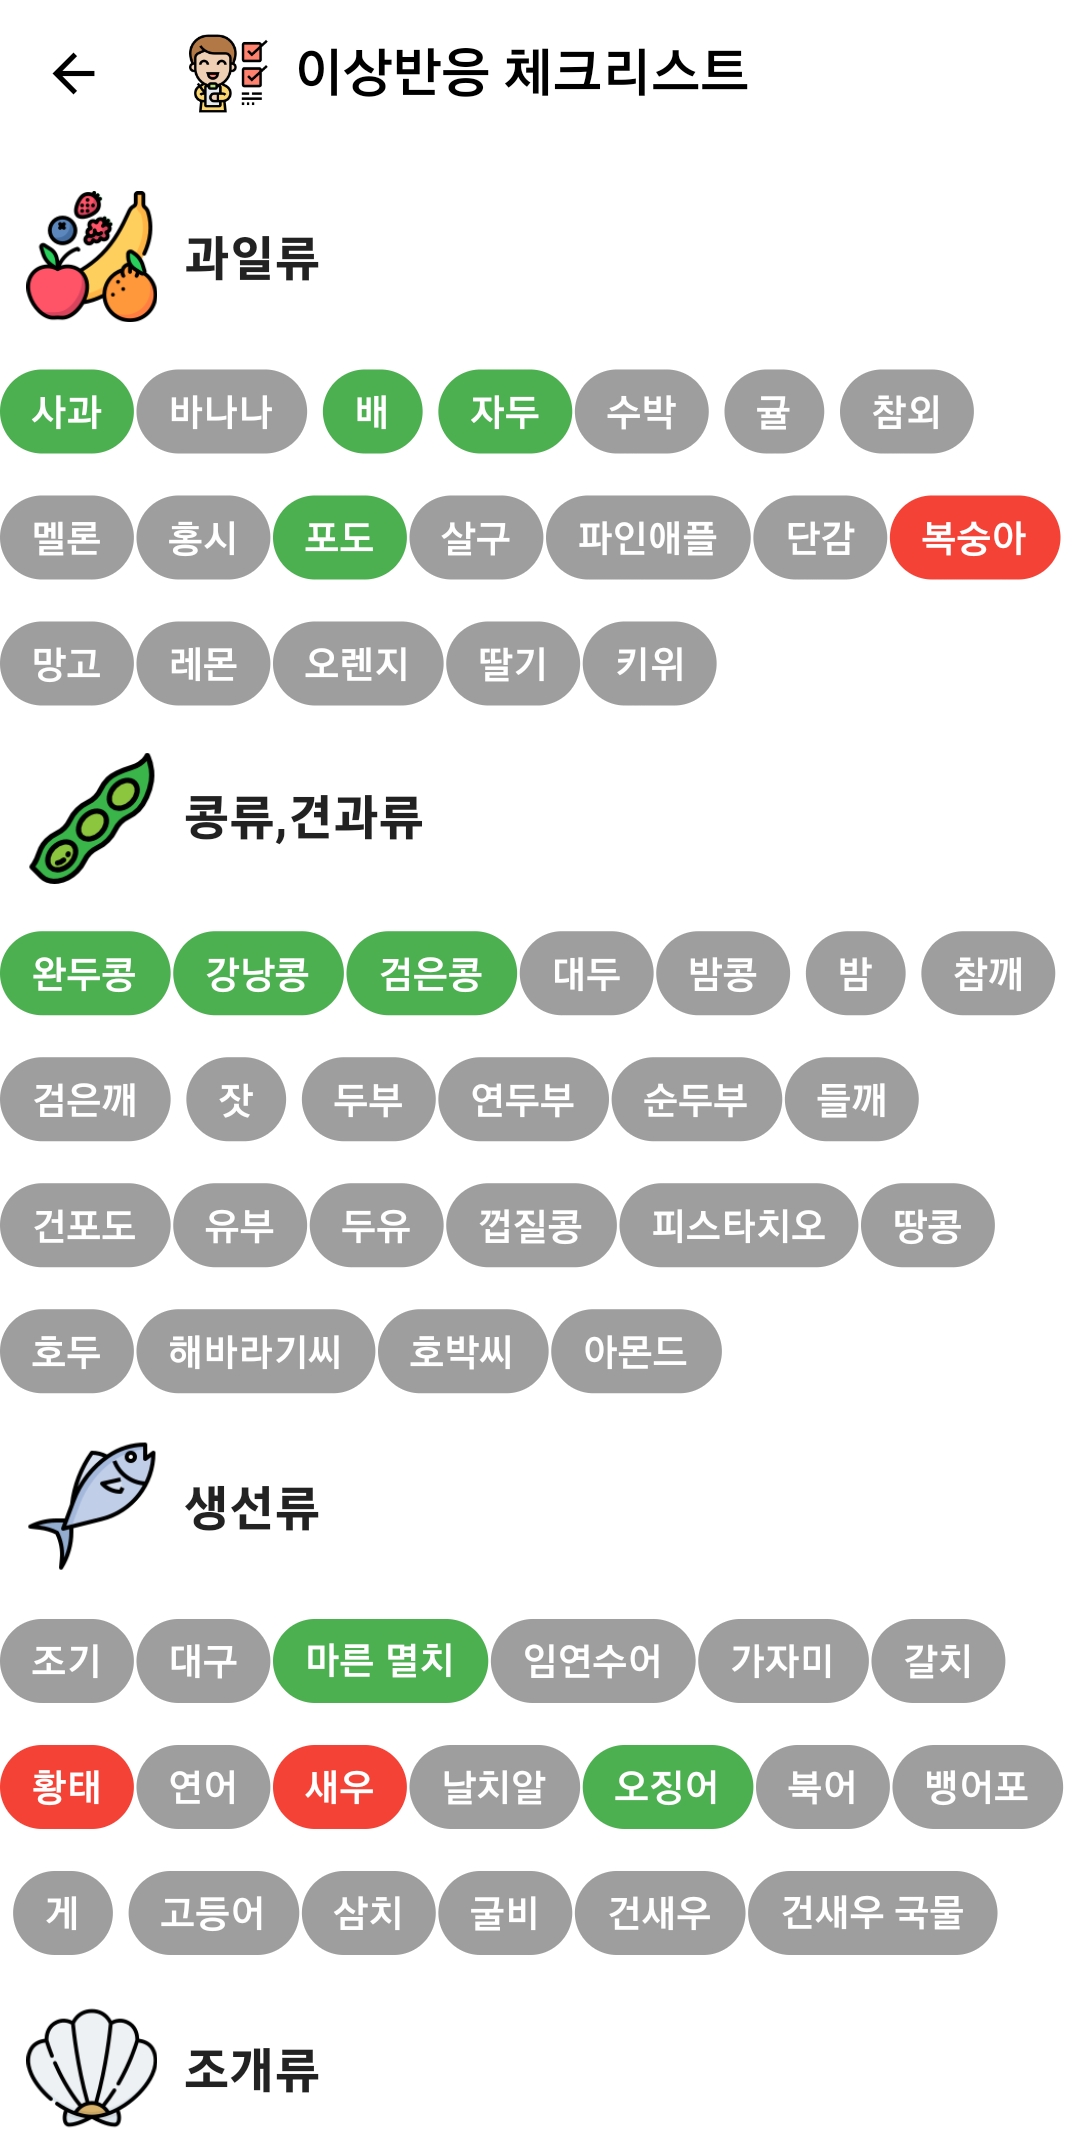 이상반응 체크리스트
과일류
사과 바나나 배 자두 수박 귤 참외
멜론 홍시 포도 살구 파인애플 단감 복숭아
망고 레몬 오렌지 딸기 키위
콩류,견과류
완두콩 강낭콩 검은콩 대두 밤콩 밤 참깨
검은깨 잣 두부 연두부 순두부 들깨
건포도 유부 두유 껍질콩 피스타치오 땅콩
호두 해바라기씨 호박씨 아몬드
생선류
조기 대구 마른 멸치 임연수어 가자미 갈치
황태 연어 새우 날치알 오징어 북어 뱅어포
게 고등어 삼치 굴비 건새우 건새우 국물
조개류